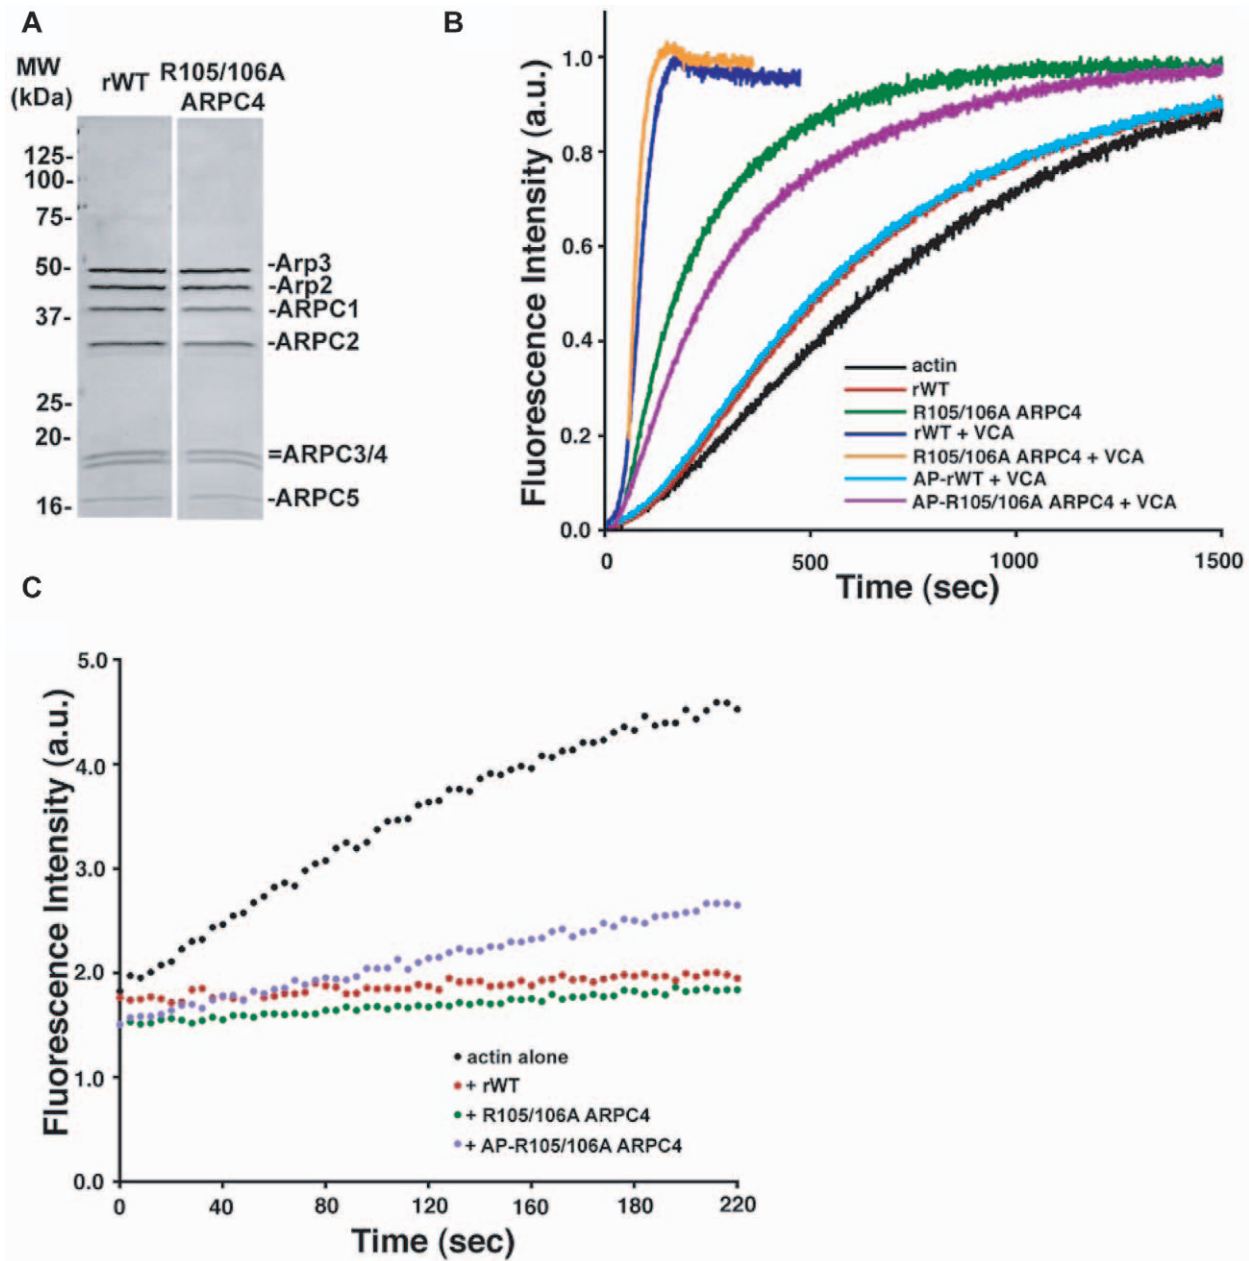 A
MW
(kDa)
rWT
R105/106A
ARPC4
125-
100-
75-
50-
37-
25-
20-
16-
-Arp3
-Arp2
-ARPC1
-ARPC2
=ARPC3/4
-ARPC5
B
Fluorescence Intensity (a.u.)
1.0
0.8
0.6
0.4
0.2
0.0
actin
rWT
R105/106A ARPC4
rWT + VCA
R105/106A ARPC4 + VCA
AP-rWT + VCA
AP-R105/106A ARPC4 + VCA
0 500 1000 1500
Time (sec)
C
Fluorescence Intensity (a.u.)
5.0
4.0
3.0
2.0
1.0
0.0
actin alone
+ rWT
+ R105/106A ARPC4
+ AP-R105/106A ARPC4
0 40 80 120 160 180 220
Time (sec)